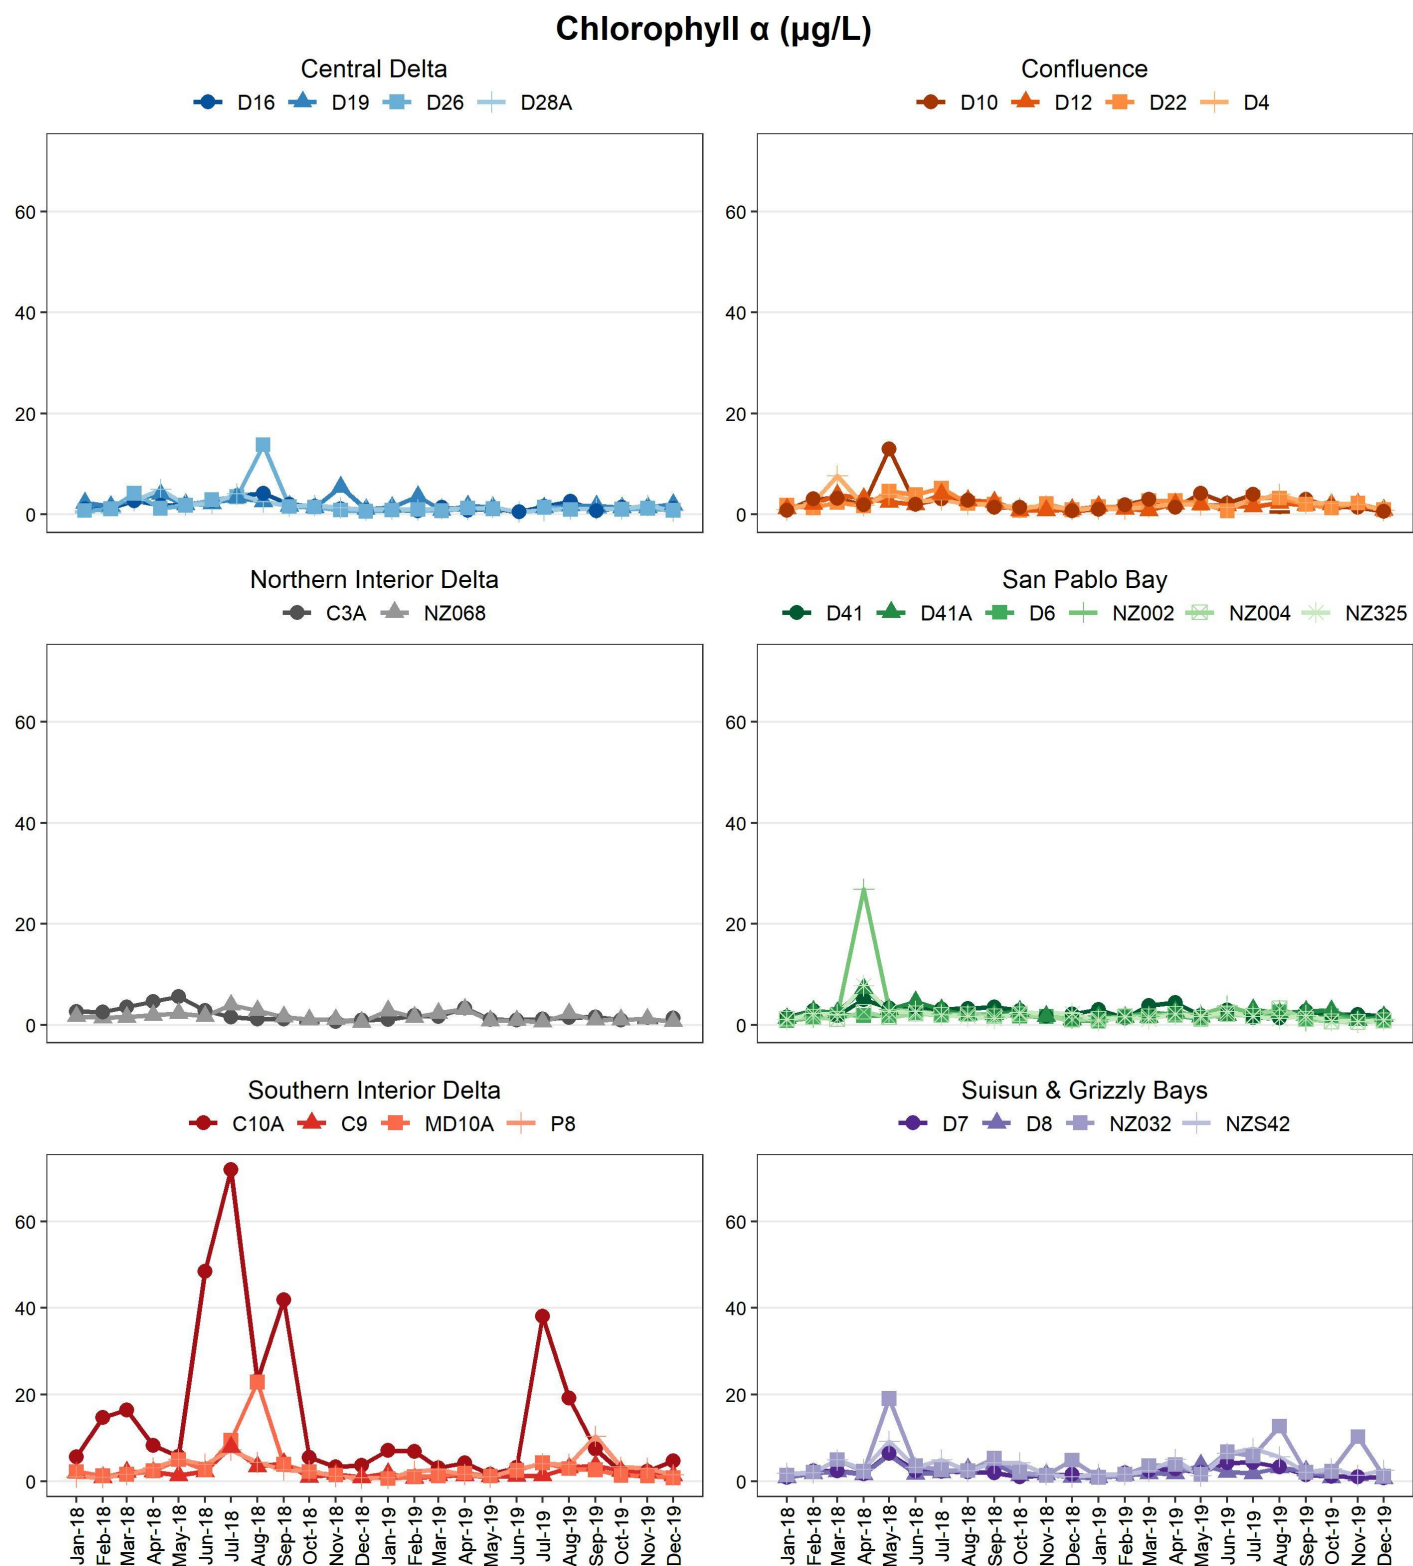 Chlorophyll α (µg/L)
Central Delta
D16 D19 D26 D28A
60
40
20
0
Confluence
D10 D12 D22 D4
60
40
20
0
Northern Interior Delta
C3A NZ068
60
40
20
0
San Pablo Bay
D41 D41A D6 NZ002 NZ004 NZ325
60
40
20
0
Southern Interior Delta
C10A C9 MD10A P8
60
40
20
0
Jan-18
Feb-18
Mar-18
Apr-18
May-18
Jun-18
Jul-18
Aug-18
Sep-18
Oct-18
Nov-18
Dec-18
Jan-19
Feb-19
Mar-19
Apr-19
May-19
Jun-19
Jul-19
Aug-19
Sep-19
Oct-19
Nov-19
Dec-19
Suisun & Grizzly Bays
D7 D8 NZ032 NZS42
60
40
20
0
Jan-18
Feb-18
Mar-18
Apr-18
May-18
Jun-18
Jul-18
Aug-18
Sep-18
Oct-18
Nov-18
Dec-18
Jan-19
Feb-19
Mar-19
Apr-19
May-19
Jun-19
Jul-19
Aug-19
Sep-19
Oct-19
Nov-19
Dec-19